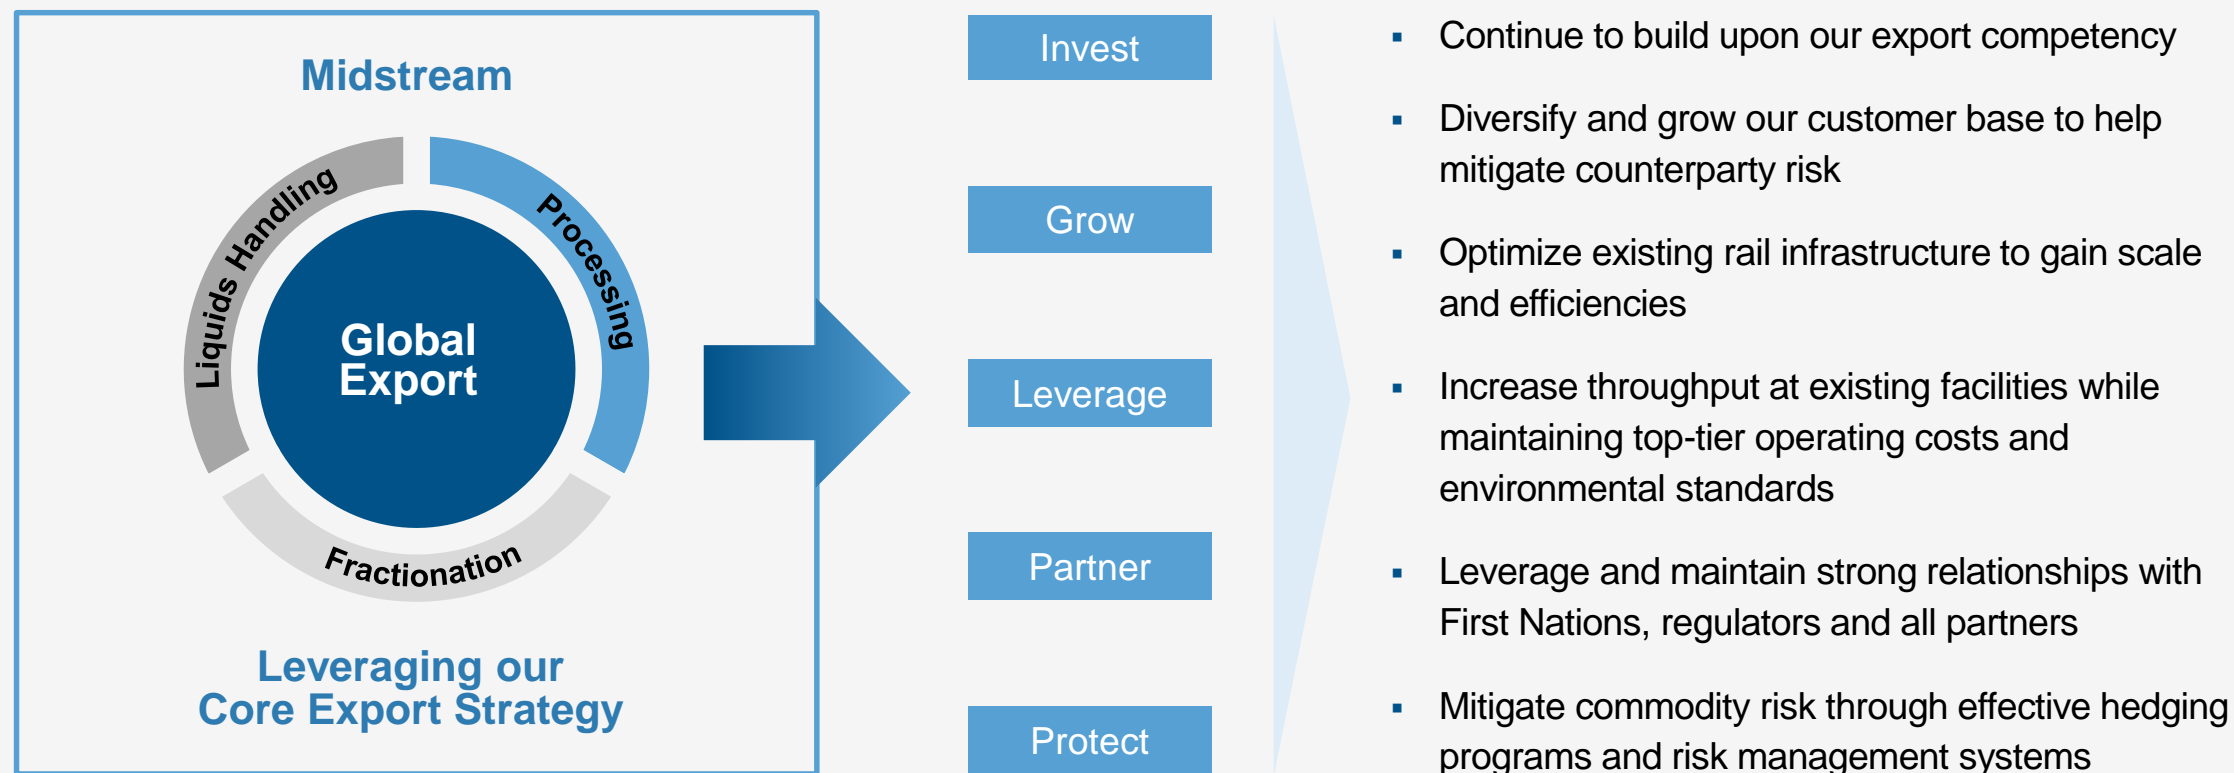 Midstream
Liquids Handling
Processing
Global
Export
Fractionation
Leveraging our
Core Export Strategy
Invest
Grow
Leverage
Partner
Protect
▪ Continue to build upon our export competency
▪ Diversify and grow our customer base to help
mitigate counterparty risk
▪ Optimize existing rail infrastructure to gain scale
and efficiencies
▪ Increase throughput at existing facilities while
maintaining top-tier operating costs and
environmental standards
▪ Leverage and maintain strong relationships with
First Nations, regulators and all partners
▪ Mitigate commodity risk through effective hedging
programs and risk management systems